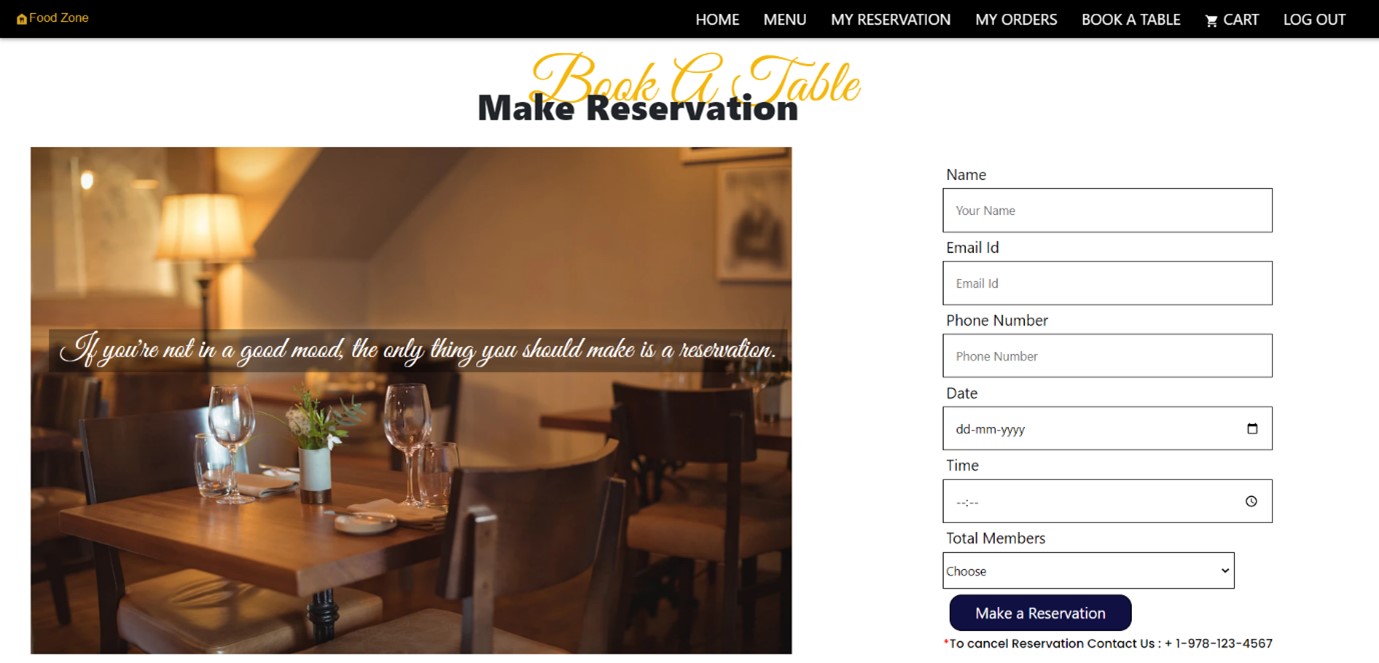 Food Zone
HOME MENU MY RESERVATION MY ORDERS BOOK A TABLE CART LOG OUT
Book A Table
Make Reservation
If you're not in a good mood, the only thing you should make is a reservation.
Name
Your Name
Email Id
Email Id
Phone Number
Phone Number
Date
dd-mm-yyyy
Time
--:--
Total Members
Choose
Make a Reservation
*To cancel Reservation Contact Us : + 1-978-123-4567